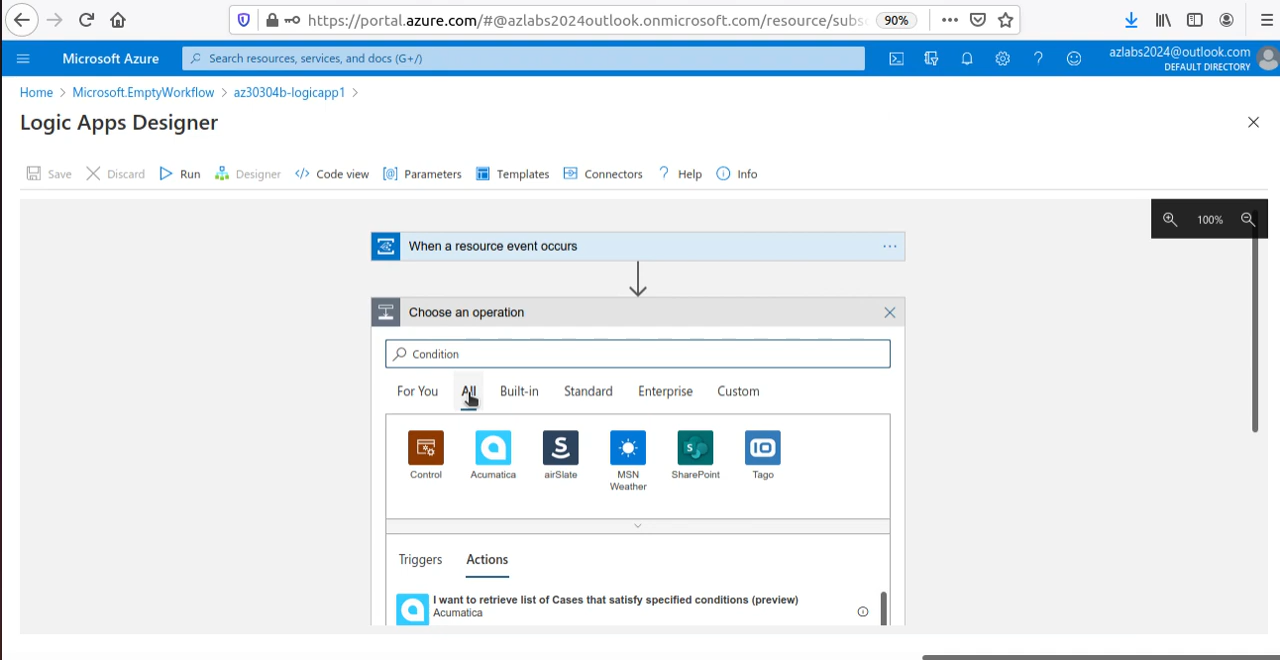 https://portal.azure.com/#@azlabs2024outlook.onmicrosoft.com/resource/subs
90%
Microsoft Azure
Search resources, services, and docs (G+/)
azlabs2024@outlook.com
DEFAULT DIRECTORY
Home > Microsoft.EmptyWorkflow > az30304b-logicapp1 >
Logic Apps Designer
Save Discard Run Designer Code view Parameters Templates Connectors Help Info
100%
When a resource event occurs
Choose an operation
Condition
For You All Built-in Standard Enterprise Custom
Control Acumatica airSlate MSN Weather SharePoint Tago
Triggers Actions
I want to retrieve list of Cases that satisfy specified conditions (preview)
Acumatica